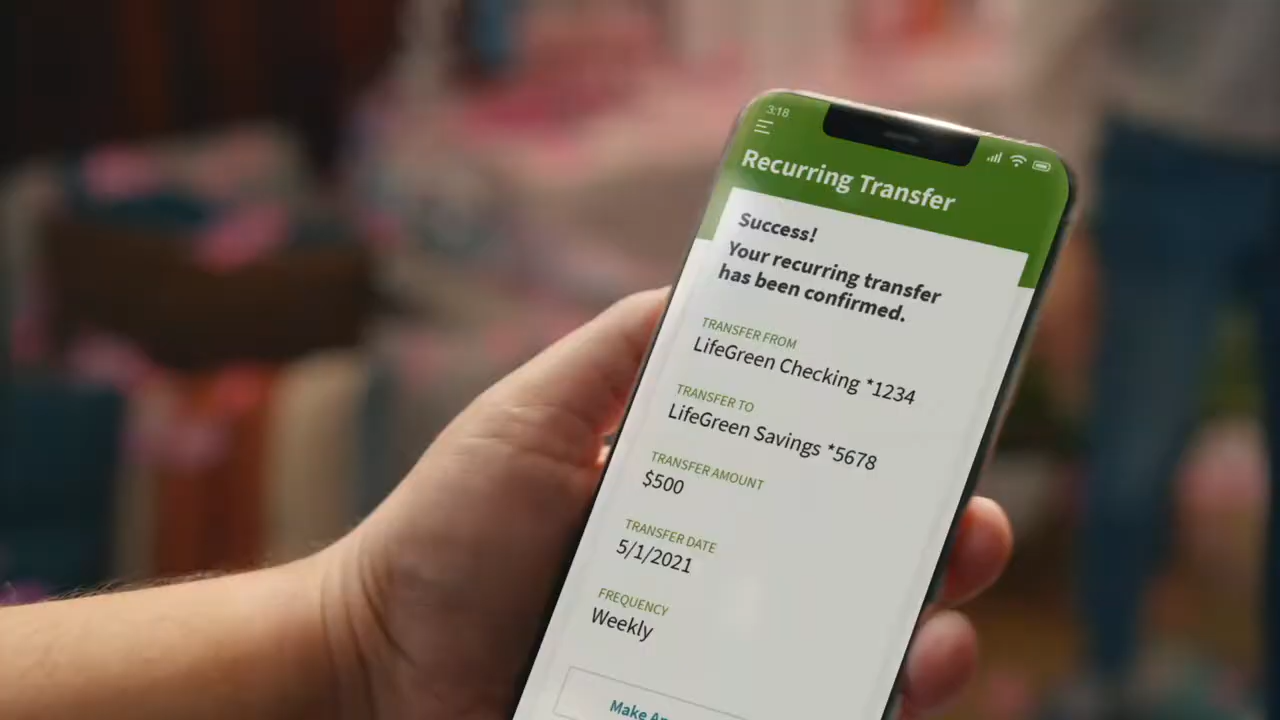 3:18
Recurring Transfer
Success!
Your recurring transfer
has been confirmed.
TRANSFER FROM
LifeGreen Checking *1234
TRANSFER TO
LifeGreen Savings *5678
TRANSFER AMOUNT
$500
TRANSFER DATE
5/1/2021
FREQUENCY
Weekly
Make